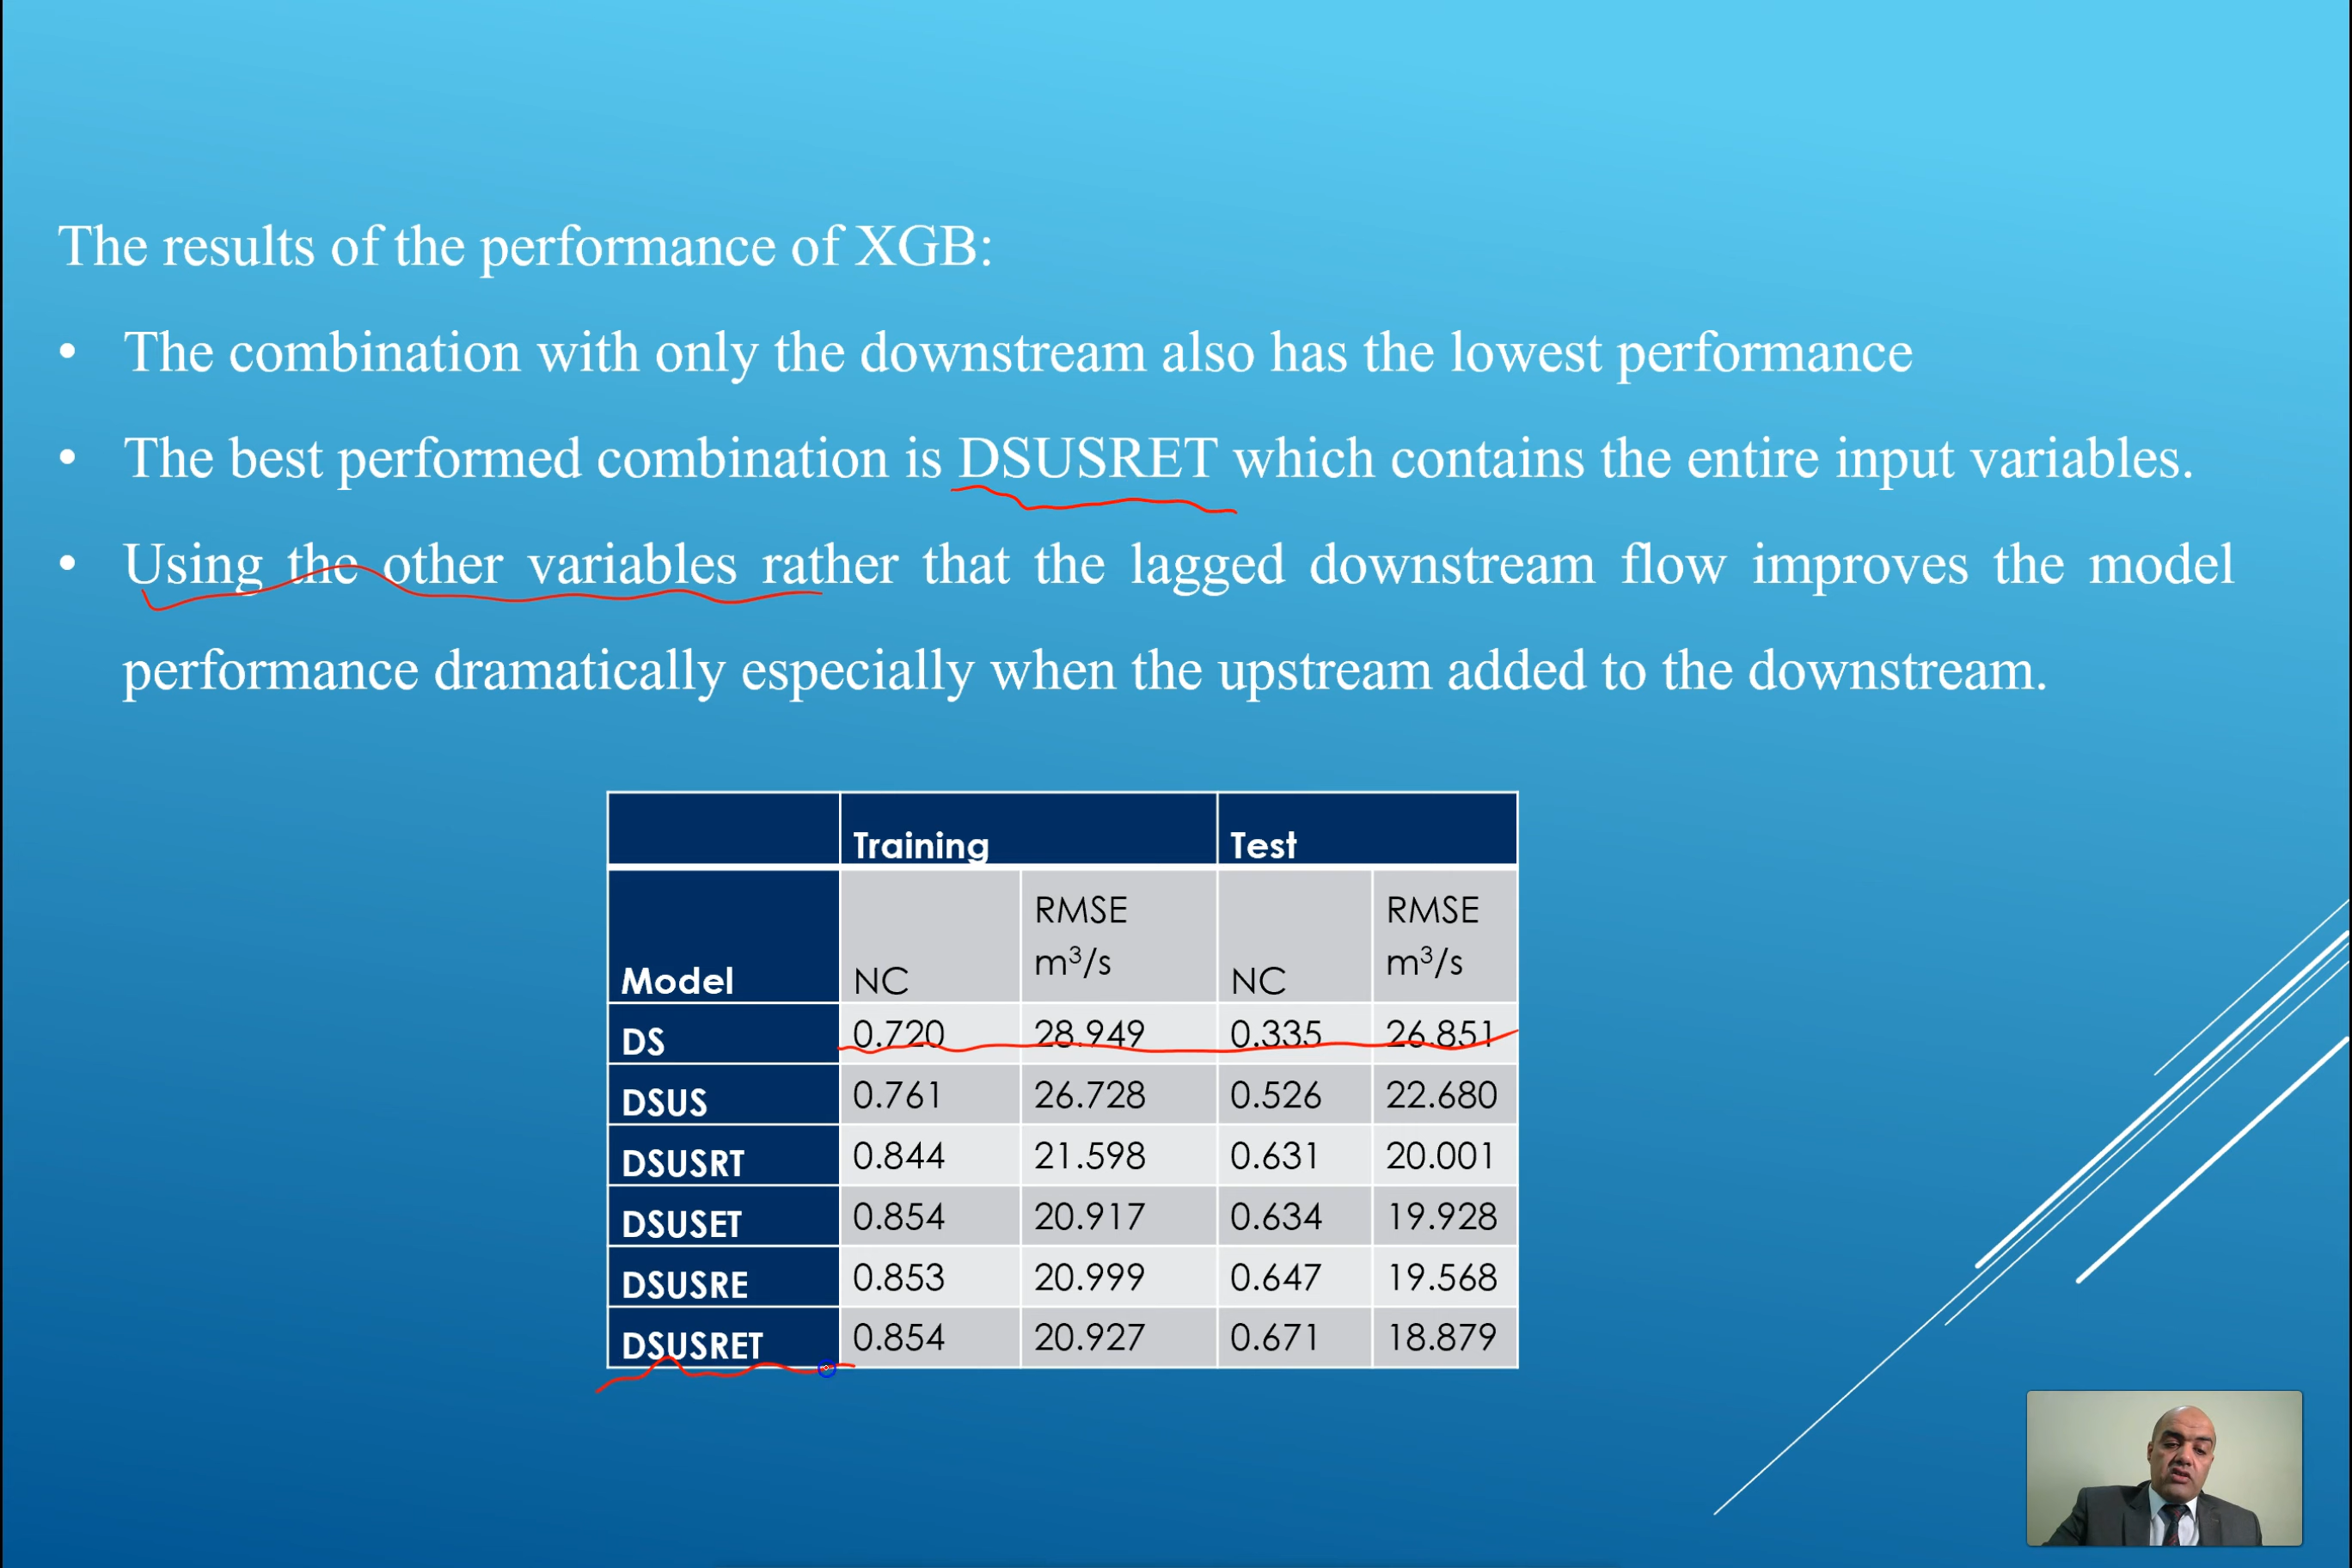 The results of the performance of XGB:
• The combination with only the downstream also has the lowest performance
• The best performed combination is DSUSRET which contains the entire input variables.
• Using the other variables rather that the lagged downstream flow improves the model
performance dramatically especially when the upstream added to the downstream.
Training Test
Model NC RMSE m³/s NC RMSE m³/s
DS 0.720 28.949 0.335 26.851
DSUS 0.761 26.728 0.526 22.680
DSUSRT 0.844 21.598 0.631 20.001
DSUSET 0.854 20.917 0.634 19.928
DSUSRE 0.853 20.999 0.647 19.568
DSUSRET 0.854 20.927 0.671 18.879